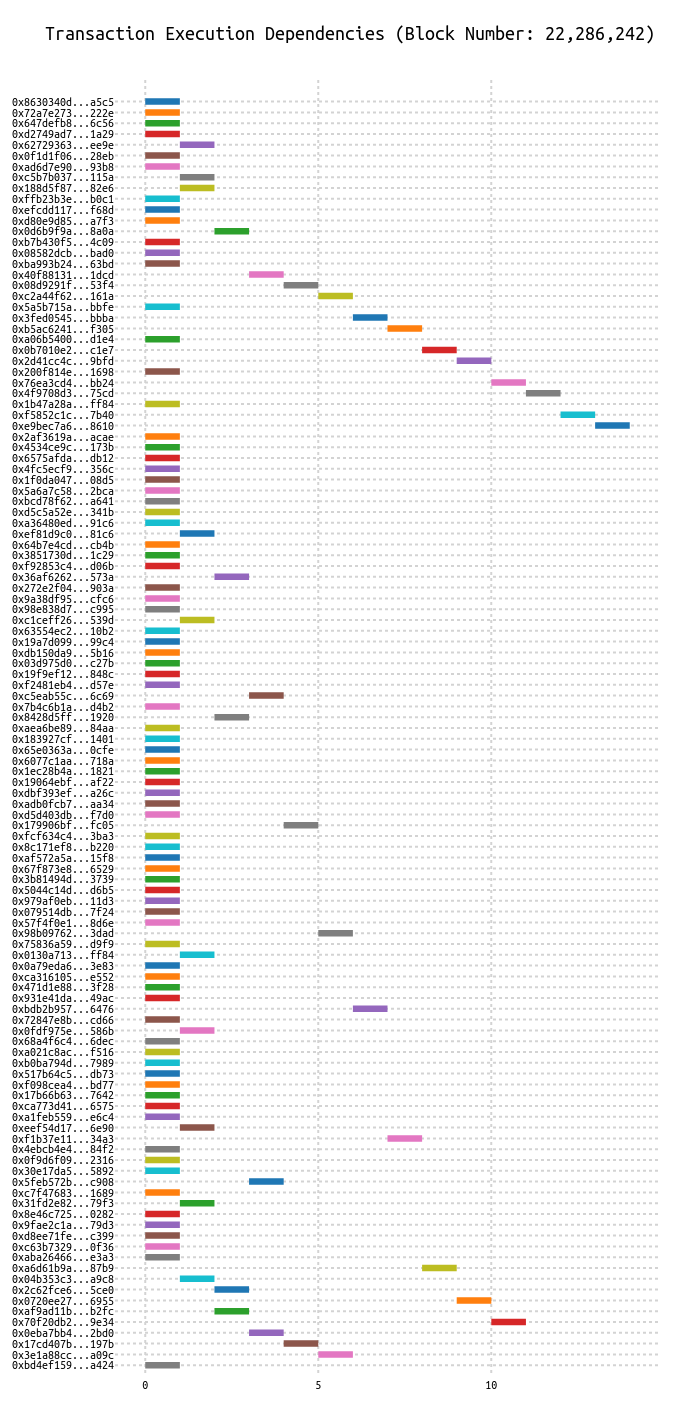 Transaction Execution Dependencies (Block Number: 22,286,242)
0x8630340d...a5c5
0x72a7e273...222e
0x647defb8...6c56
0xd2749ad7...1a29
0x62729363...ee9e
0x0f1d1f06...28eb
0xad6d7e90...93b8
0xc5b7b037...115a
0x188d5f87...82e6
0xffb23b3e...b0c1
0xefcdd117...f68d
0xd80e9d85...a7f3
0x0d6b9f9a...8a0a
0xb7b430f5...4c09
0x08582dcb...bad0
0xba993b24...63bd
0x40f88131...1dcd
0x08d9291f...53f4
0xc2a44f62...161a
0x5a5b715a...bbfe
0x3fed0545...bbba
0xb5ac6241...f305
0xa06b5400...d1e4
0x0b7010e2...c1e7
0x2d41cc4c...9bfd
0x200f814e...1698
0x76ea3cd4...bb24
0x4f9708d3...75cd
0x1b47a28a...ff84
0xf5852c1c...7b40
0xe9bec7a6...8610
0x2af3619a...acae
0x4534ce9c...173b
0x6575afda...db12
0x4fc5ecf9...356c
0x1f0da047...08d5
0x5a6a7c58...2bca
0xbcd78f62...a641
0xd5c5a52e...341b
0xa36480ed...91c6
0xef81d9c0...81c6
0x64b7e4cd...cb4b
0x3851730d...1c29
0xf92853c4...d06b
0x36af6262...573a
0x272e2f04...903a
0x9a38df95...cfc6
0x98e838d7...c995
0xc1ceff26...539d
0x63554ec2...10b2
0x19a7d099...99c4
0xdb150da9...5b16
0x03d975d0...c27b
0x19f9ef12...848c
0xf2481eb4...d57e
0xc5eab55c...6c69
0x7b4c6b1a...d4b2
0x8428d5ff...1920
0xaea6be89...84aa
0x183927cf...1401
0x65e0363a...0cfe
0x6077c1aa...718a
0x1ec28b4a...1821
0x19064ebf...af22
0xdbf393ef...a26c
0xadb0fcb7...aa34
0xd5d403db...f7d0
0x179906bf...fc05
0xfcf634c4...3ba3
0x8c171ef8...b220
0xaf572a5a...15f8
0x67f873e8...6529
0x3b81494d...3739
0x5044c14d...d6b5
0x979af0eb...11d3
0x079514db...7f24
0x57f4f0e1...8d6e
0x98b09762...3dad
0x75836a59...d9f9
0x0130a713...ff84
0x0a79eda6...3e83
0xca316105...e552
0x471d1e88...3f28
0x931e41da...49ac
0xbdb2b957...6476
0x72847e8b...cd66
0x0fdf975e...586b
0x68a4f6c4...6dec
0xa021c8ac...f516
0xb0ba794d...7989
0x517b64c5...db73
0xf098cea4...bd77
0x17b66b63...7642
0xca773d41...6575
0xa1feb559...e6c4
0xeef54d17...6e90
0xf1b37e11...34a3
0x4ebcb4e4...84f2
0x0f9d6f09...2316
0x30e17da5...5892
0x5feb572b...c908
0xc7f47683...1689
0x31fd2e82...79f3
0x8e46c725...0282
0x9fae2c1a...79d3
0xd8ee71fe...c399
0xc63b7329...0f36
0xaba26466...e3a3
0xa6d61b9a...87b9
0x04b353c3...a9c8
0x2c62fce6...5ce0
0x0720ee27...6955
0xaf9ad11b...b2fc
0x70f20db2...9e34
0x0eba7bb4...2bd0
0x17cd407b...197b
0x3e1a88cc...a09c
0xbd4ef159...a424
0 5 10